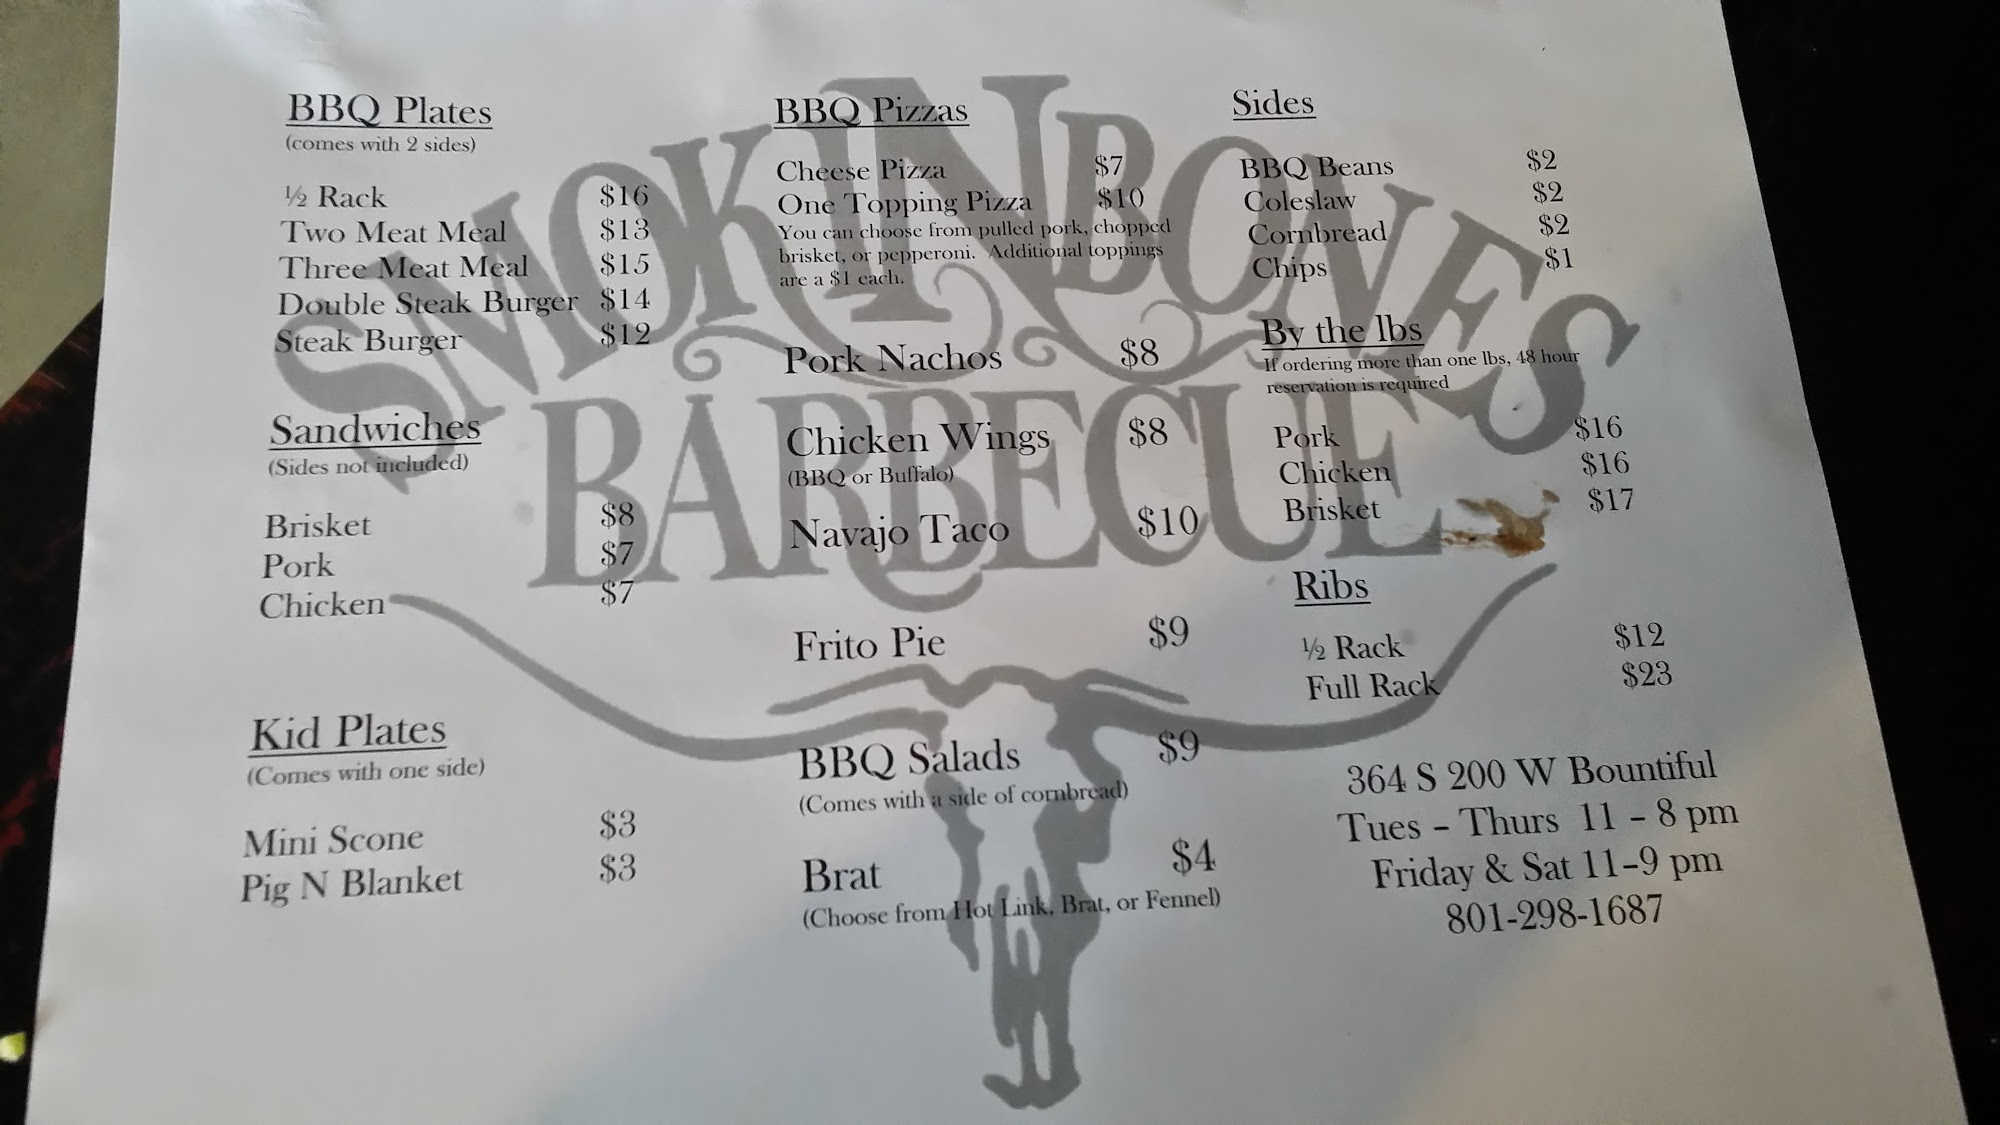 SMOKINBONES
BARBECUE
BBQ Plates
(comes with 2 sides)
½ Rack $16
Two Meat Meal $13
Three Meat Meal $15
Double Steak Burger $14
Steak Burger $12
Sandwiches
(Sides not included)
Brisket $8
Pork $7
Chicken $7
Kid Plates
(Comes with one side)
Mini Scone $3
Pig N Blanket $3
BBQ Pizzas
Cheese Pizza $7
One Topping Pizza $10
You can choose from pulled pork, chopped
brisket, or pepperoni. Additional toppings
are a $1 each.
Pork Nachos $8
Chicken Wings $8
(BBQ or Buffalo)
Navajo Taco $10
Frito Pie $9
BBQ Salads $9
(Comes with a side of cornbread)
Brat $4
(Choose from Hot Link, Brat, or Fennel)
Sides
BBQ Beans $2
Coleslaw $2
Cornbread $2
Chips $1
By the lbs
If ordering more than one lbs, 48 hour
reservation is required
Pork $16
Chicken $16
Brisket $17
Ribs
½ Rack $12
Full Rack $23
364 S 200 W Bountiful
Tues – Thurs 11 – 8 pm
Friday & Sat 11–9 pm
801-298-1687